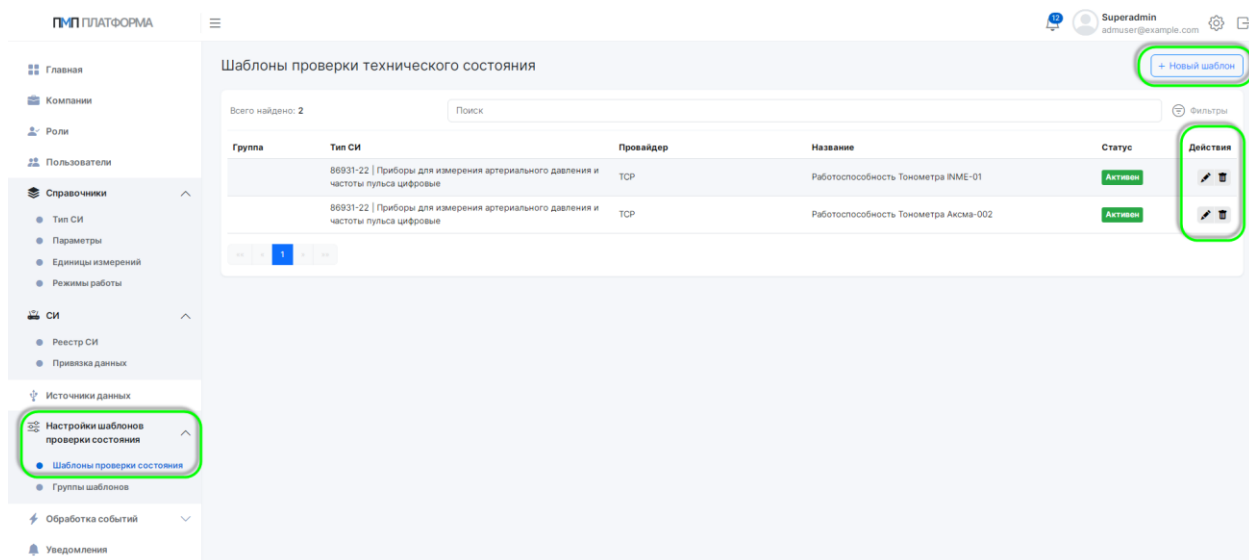 ПМП ПЛАТФОРМА
12
Superadmin
admuser@example.com
Главная
Компании
Роли
Пользователи
Справочники
Тип СИ
Параметры
Единицы измерений
Режимы работы
СИ
Реестр СИ
Привязка данных
Источники данных
Настройки шаблонов
проверки состояния
Шаблоны проверки состояния
Группы шаблонов
Обработка событий
Уведомления
Шаблоны проверки технического состояния
+ Новый шаблон
Всего найдено: 2
Поиск
Фильтры
Группа Тип СИ Провайдер Название Статус Действия
86931-22 | Приборы для измерения артериального давления и
частоты пульса цифровые
TCP
Работоспособность Тонометра INME-01
Активен
86931-22 | Приборы для измерения артериального давления и
частоты пульса цифровые
TCP
Работоспособность Тонометра Аксма-002
Активен
« ‹ 1 › »